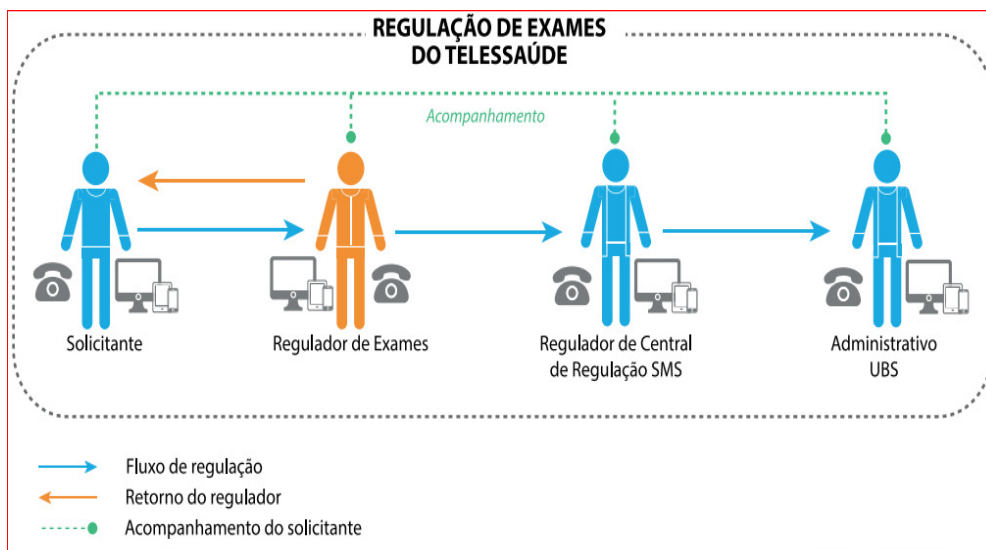 REGULAÇÃO DE EXAMES
DO TELESSAÚDE
Acompanhamento
Solicitante
Regulador de Exames
Regulador de Central
de Regulação SMS
Administrativo
UBS
Fluxo de regulação
Retorno do regulador
Acompanhamento do solicitante